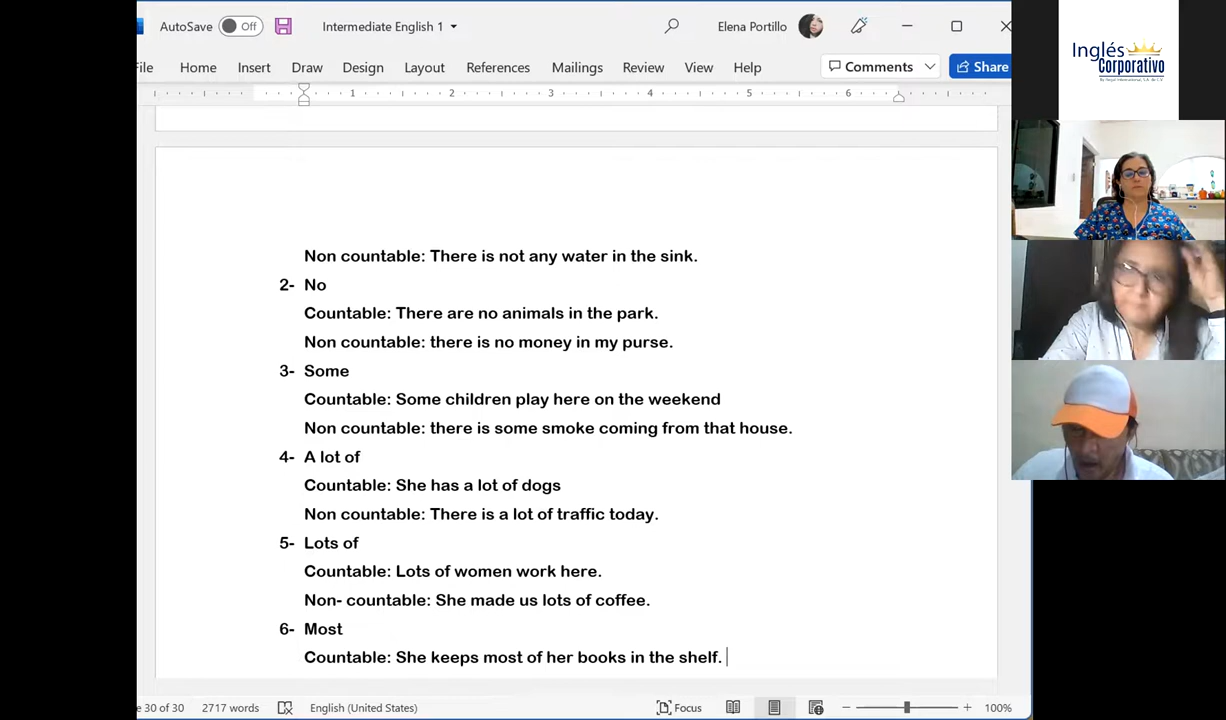 AutoSave Off Intermediate English 1 Elena Portillo
File Home Insert Draw Design Layout References Mailings Review View Help Comments Share
1 2 3 4 5 6
Non countable: There is not any water in the sink.
2- No
Countable: There are no animals in the park.
Non countable: there is no money in my purse.
3- Some
Countable: Some children play here on the weekend
Non countable: there is some smoke coming from that house.
4- A lot of
Countable: She has a lot of dogs
Non countable: There is a lot of traffic today.
5- Lots of
Countable: Lots of women work here.
Non- countable: She made us lots of coffee.
6- Most
Countable: She keeps most of her books in the shelf.
e 30 of 30 2717 words English (United States) Focus 100%
Inglés
Corporativo